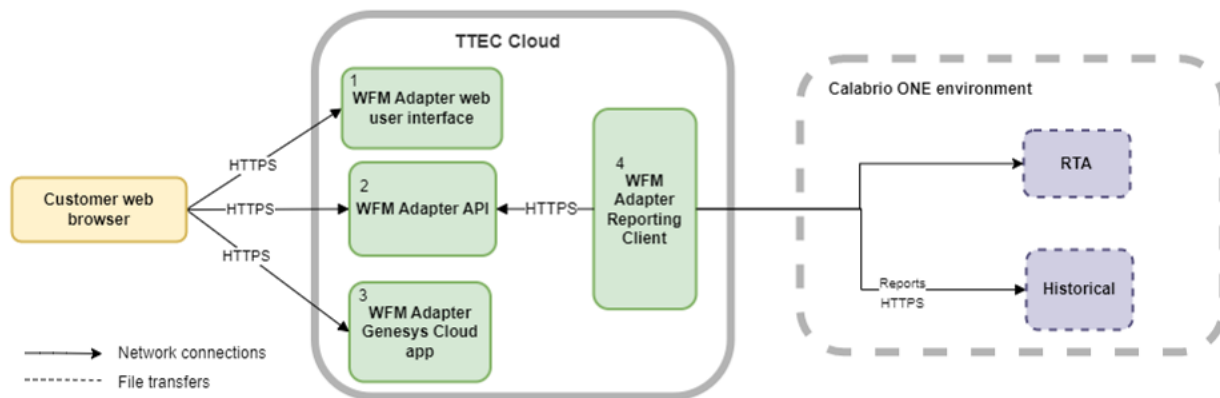 TTEC Cloud
1
WFM Adapter web
user interface
HTTPS
Customer web
browser
HTTPS
2
WFM Adapter API
HTTPS
4
WFM
Adapter
Reporting
Client
HTTPS
3
WFM Adapter
Genesys Cloud
app
Calabrio ONE environment
RTA
Reports
HTTPS
Historical
Network connections
File transfers